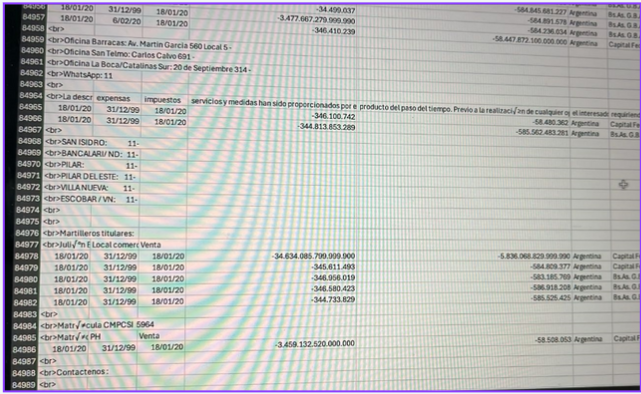 84956 18/01/20 31/12/99 18/01/20 -34.499.037 -584.845.685.227 Argentina Bs.As. G.B.
84957 18/01/20 6/02/20 18/01/20 -3.477.667.279.999.990 -584.891.578 Argentina Bs.As. G.B.
84958 <br> -346.410.239 -584.236.034 Argentina Bs.As. G.B.
84959 <br>Oficina Barracas: Av. Martin Garcia 560 Local 5 - -58.447.872.100.000.000 Argentina Capital Fe
84960 <br>Oficina San Telmo: Carlos Calvo 691 -
84961 <br>Oficina La Boca/Catalinas Sur: 20 de Septiembre 314 -
84962 <br>WhatsApp: 11
84963 <br>
84964 <br>La descr expensas impuestos servicios y medidas han sido proporcionados por e producto del paso del tiempo. Previo a la realizaci√≥n de cualquier op el interesado requiriend
84965 18/01/20 31/12/99 18/01/20 -346.100.742 -58.480.362 Argentina Capital Fe
84966 18/01/20 31/12/99 18/01/20 -344.813.653.289 -585.562.483.281 Argentina Bs.As. G.B.
84967 <br>
84968 <br>SAN ISIDRO: 11-
84969 <br>BANCALARI/ ND: 11-
84970 <br>PILAR: 11-
84971 <br>PILAR DEL ESTE: 11-
84972 <br>VILLA NUEVA: 11-
84973 <br>ESCOBAR / VN: 11-
84974 <br>
84975 <br>
84976 <br>Martilleros titulares:
84977 <br>Juli√°n E Local comerc Venta
84978 18/01/20 31/12/99 18/01/20 -34.634.085.799.999.900 -5.836.068.829.999.990 Argentina Capital F
84979 18/01/20 31/12/99 18/01/20 -345.611.493 -584.809.377 Argentina Capital F
84980 18/01/20 31/12/99 18/01/20 -346.956.019 -583.185.769 Argentina Bs.As. G.
84981 18/01/20 31/12/99 18/01/20 -346.580.423 -586.918.208 Argentina Bs.As. G.
84982 18/01/20 31/12/99 18/01/20 -344.733.829 -585.525.425 Argentina Bs.As. G.
84983 <br>
84984 <br>Matr√≠cula CMPCSI 5964
84985 <br>Matr√≠c PH Venta
84986 18/01/20 31/12/99 18/01/20 -3.459.132.520.000.000 -58.508.053 Argentina Capital F
84987 <br>
84988 <br>Contactenos:
84989 <br>